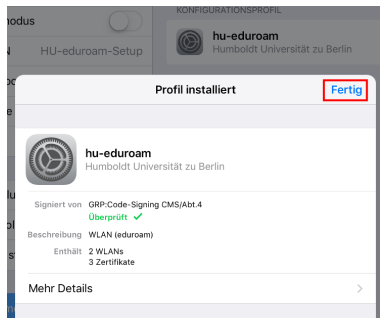 KONFIGURATIONSPROFIL
hu-eduroam
HU-eduroam-Setup
Humboldt Universität zu Berlin
Profil installiert
Fertig
hu-eduroam
Humboldt Universität zu Berlin
Signiert von GRP:Code-Signing CMS/Abt.4
Überprüft ✓
Beschreibung WLAN (eduroam)
Enthält 2 WLANs
3 Zertifikate
Mehr Details